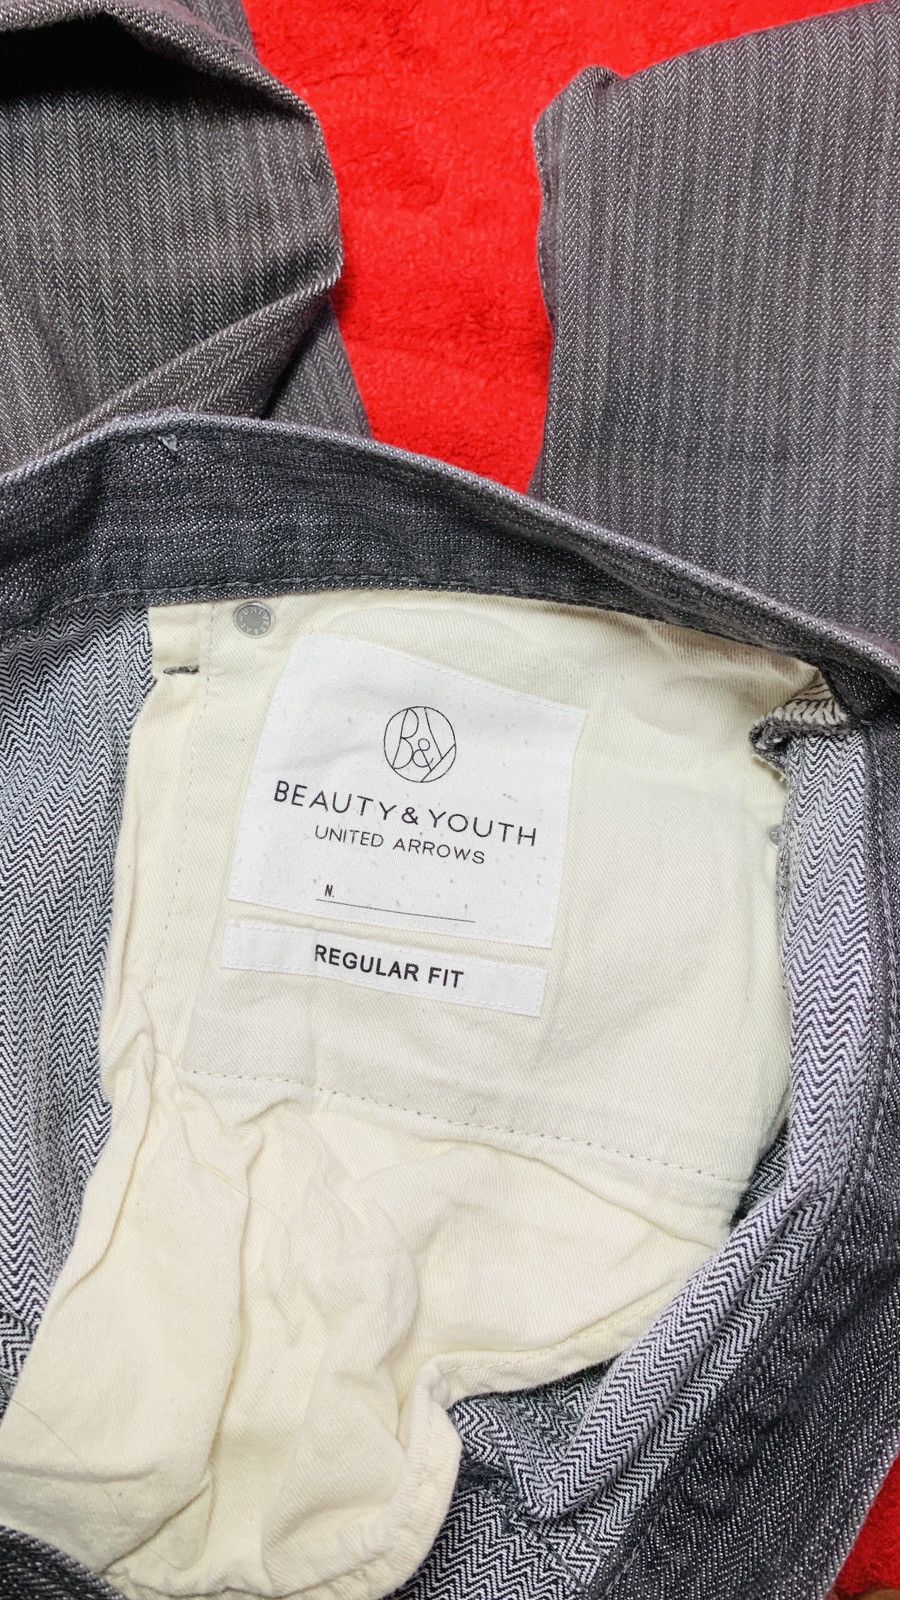 B&Y
BEAUTY & YOUTH
UNITED ARROWS
N.
REGULAR FIT